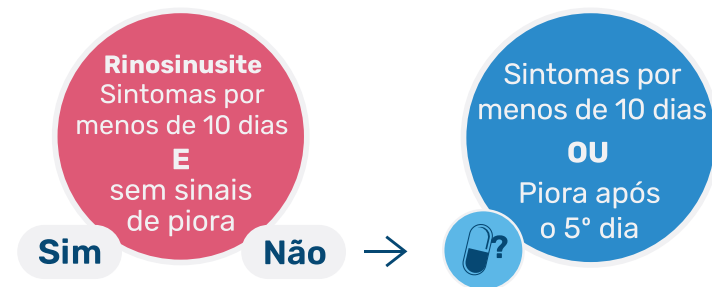 Rinosinusite
Sintomas por
menos de 10 dias
E
sem sinais
de piora
Sim
Não
Sintomas por
menos de 10 dias
OU
Piora após
o 5º dia
?